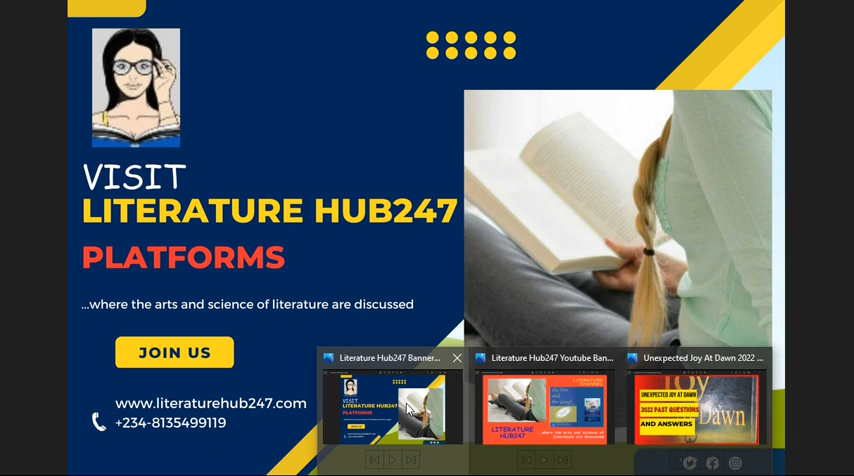 VISIT
LITERATURE HUB247
PLATFORMS
...where the arts and science of literature are discussed
JOIN US
www.literaturehub247.com
+234-8135499119
Literature Hub247 Banner...
Literature Hub247 Youtube Ban...
Unexpected Joy At Dawn 2022 ...
VISIT
LITERATURE HUB247
PLATFORMS
JOIN US
LITERATURE
HUB247
UNEXPECTED JOY AT DAWN
2022 PAST QUESTIONS
AND ANSWERS
Joy
Dawn